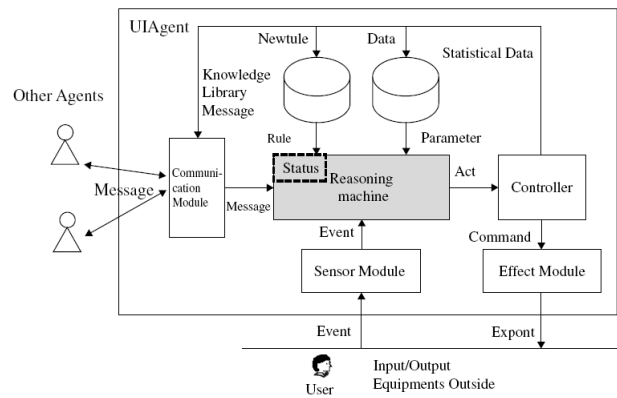 UIAgent
Newtule
Data
Statistical Data
Knowledge
Library
Message
Other Agents
Rule
Parameter
Status
Reasoning
machine
Act
Controller
Communi-
cation
Module
Message
Message
Event
Command
Sensor Module
Effect Module
Event
Expont
User
Input/Output
Equipments Outside